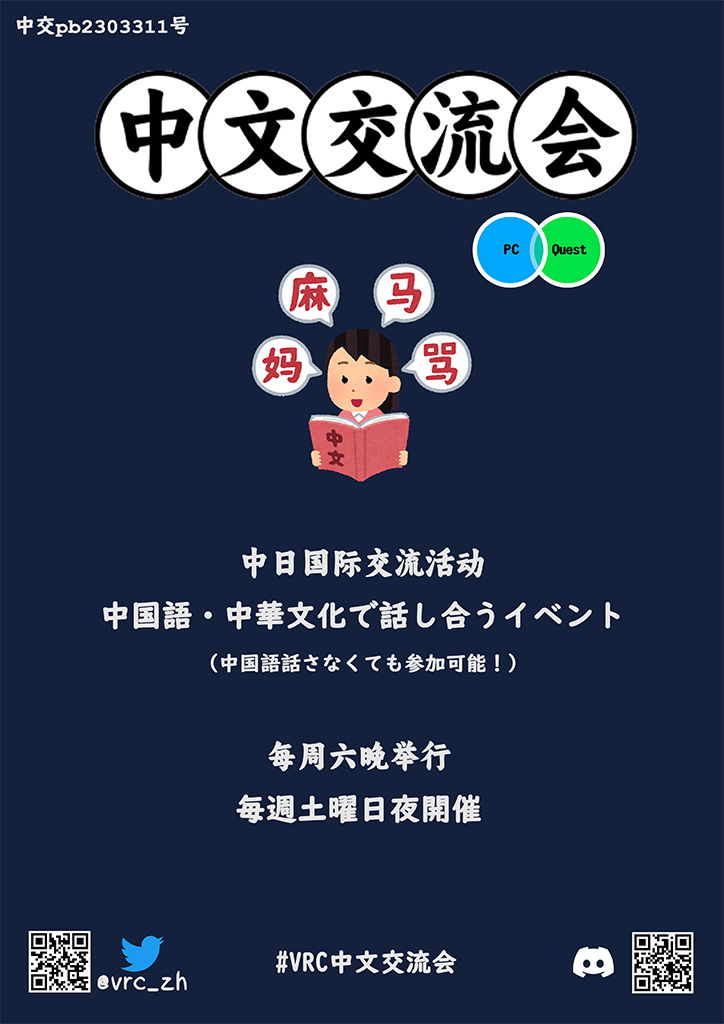 中交pb2303311号
中文交流会
PC Quest
麻 马
妈 骂
中文
中日国际交流活动
中国語・中華文化で話し合うイベント
（中国語話さなくても参加可能！）
每周六晚举行
毎週土曜日夜開催
@vrc_zh
#VRC中文交流会